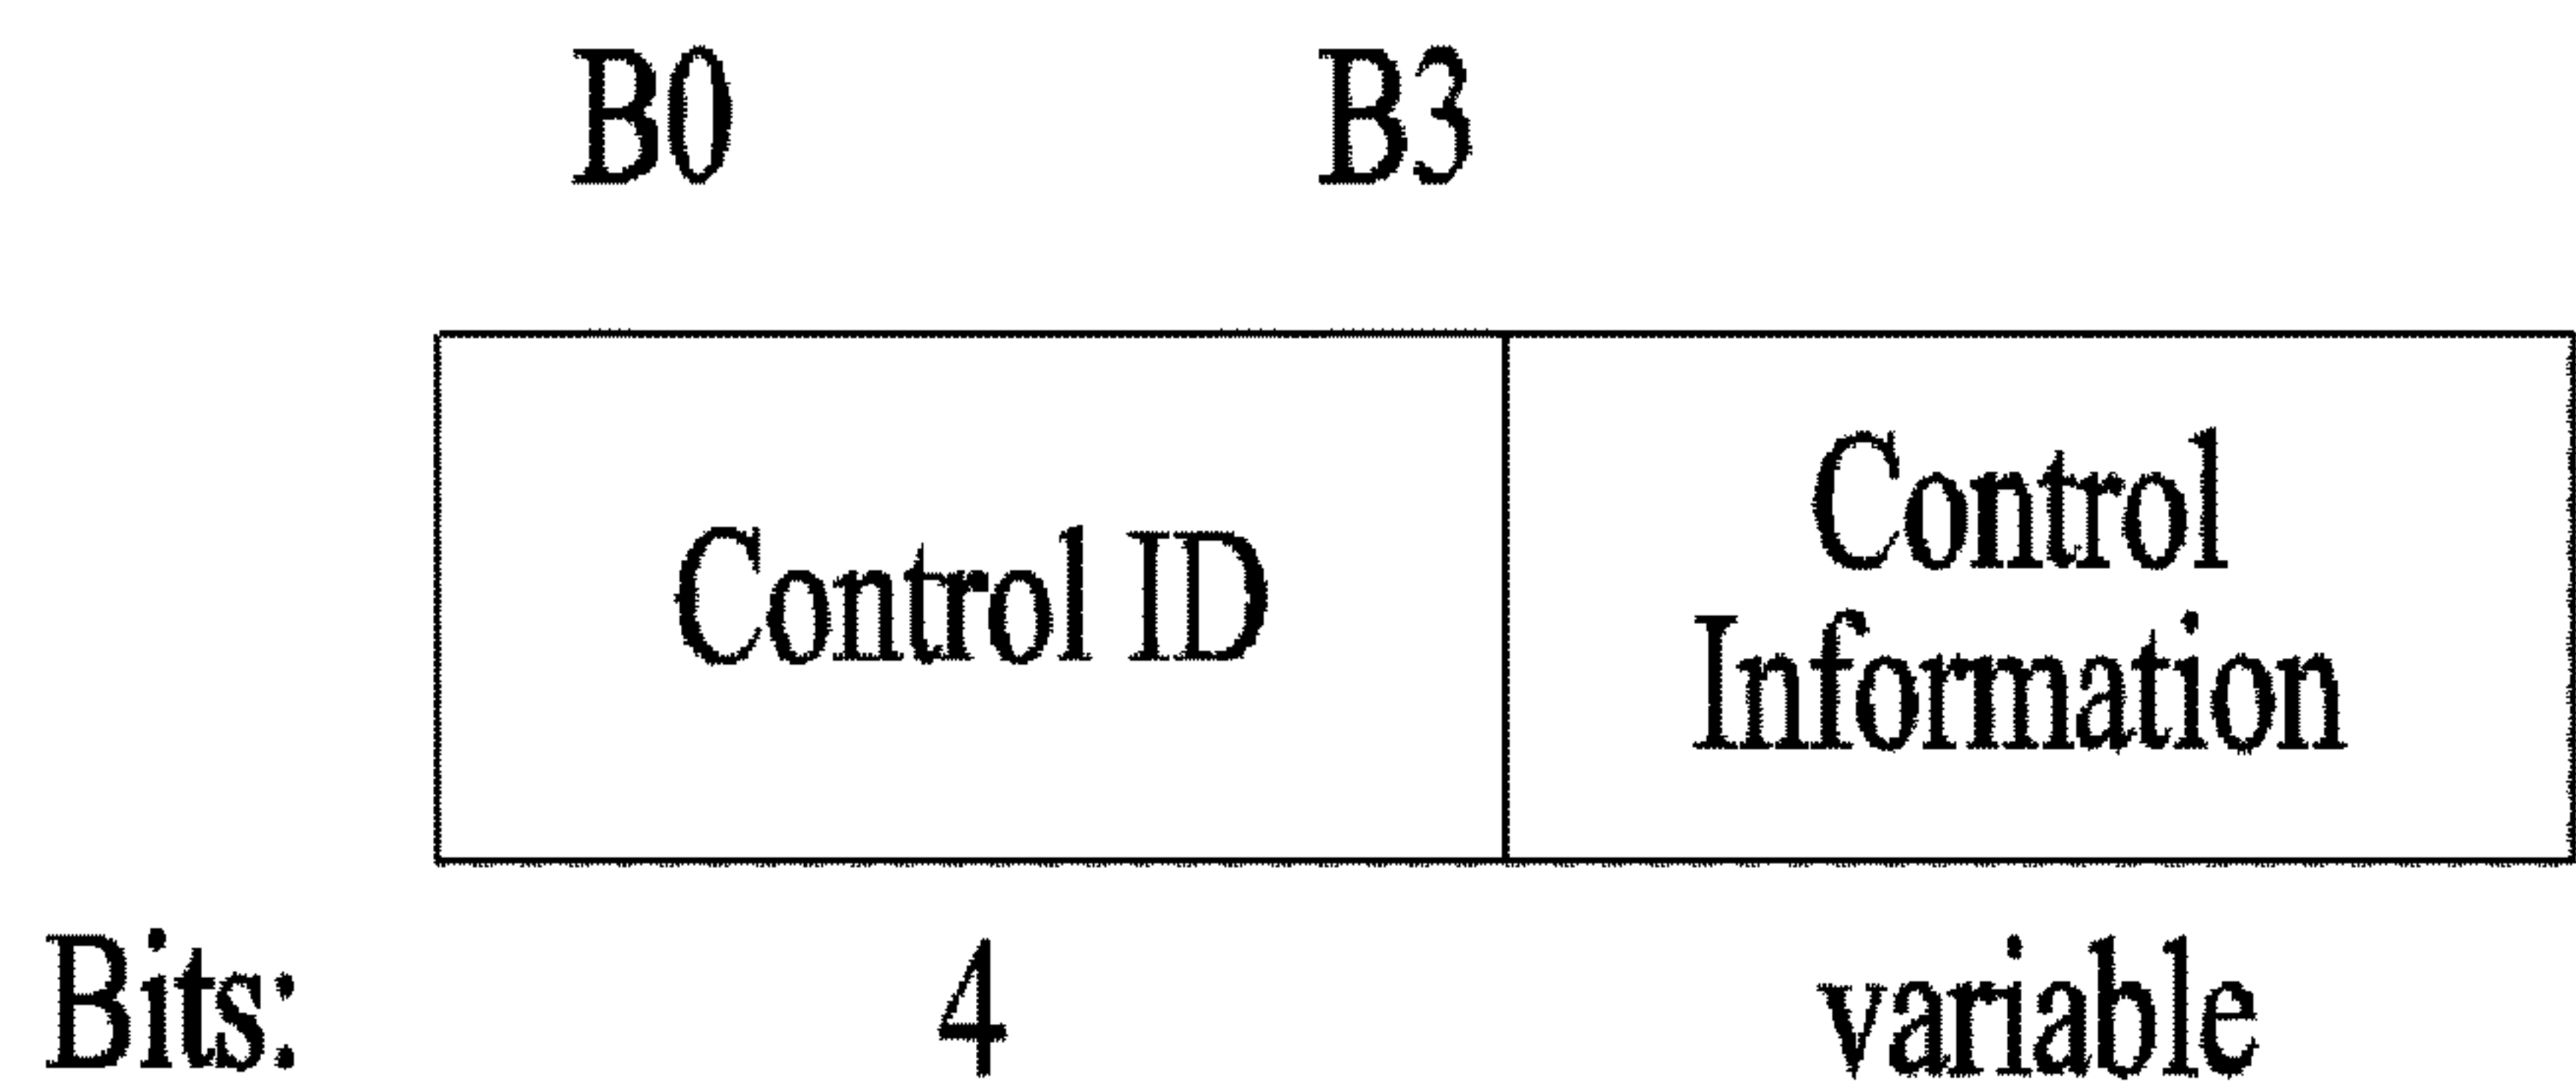 B0 B3
Control ID
Control
Information
Bits: 4 variable